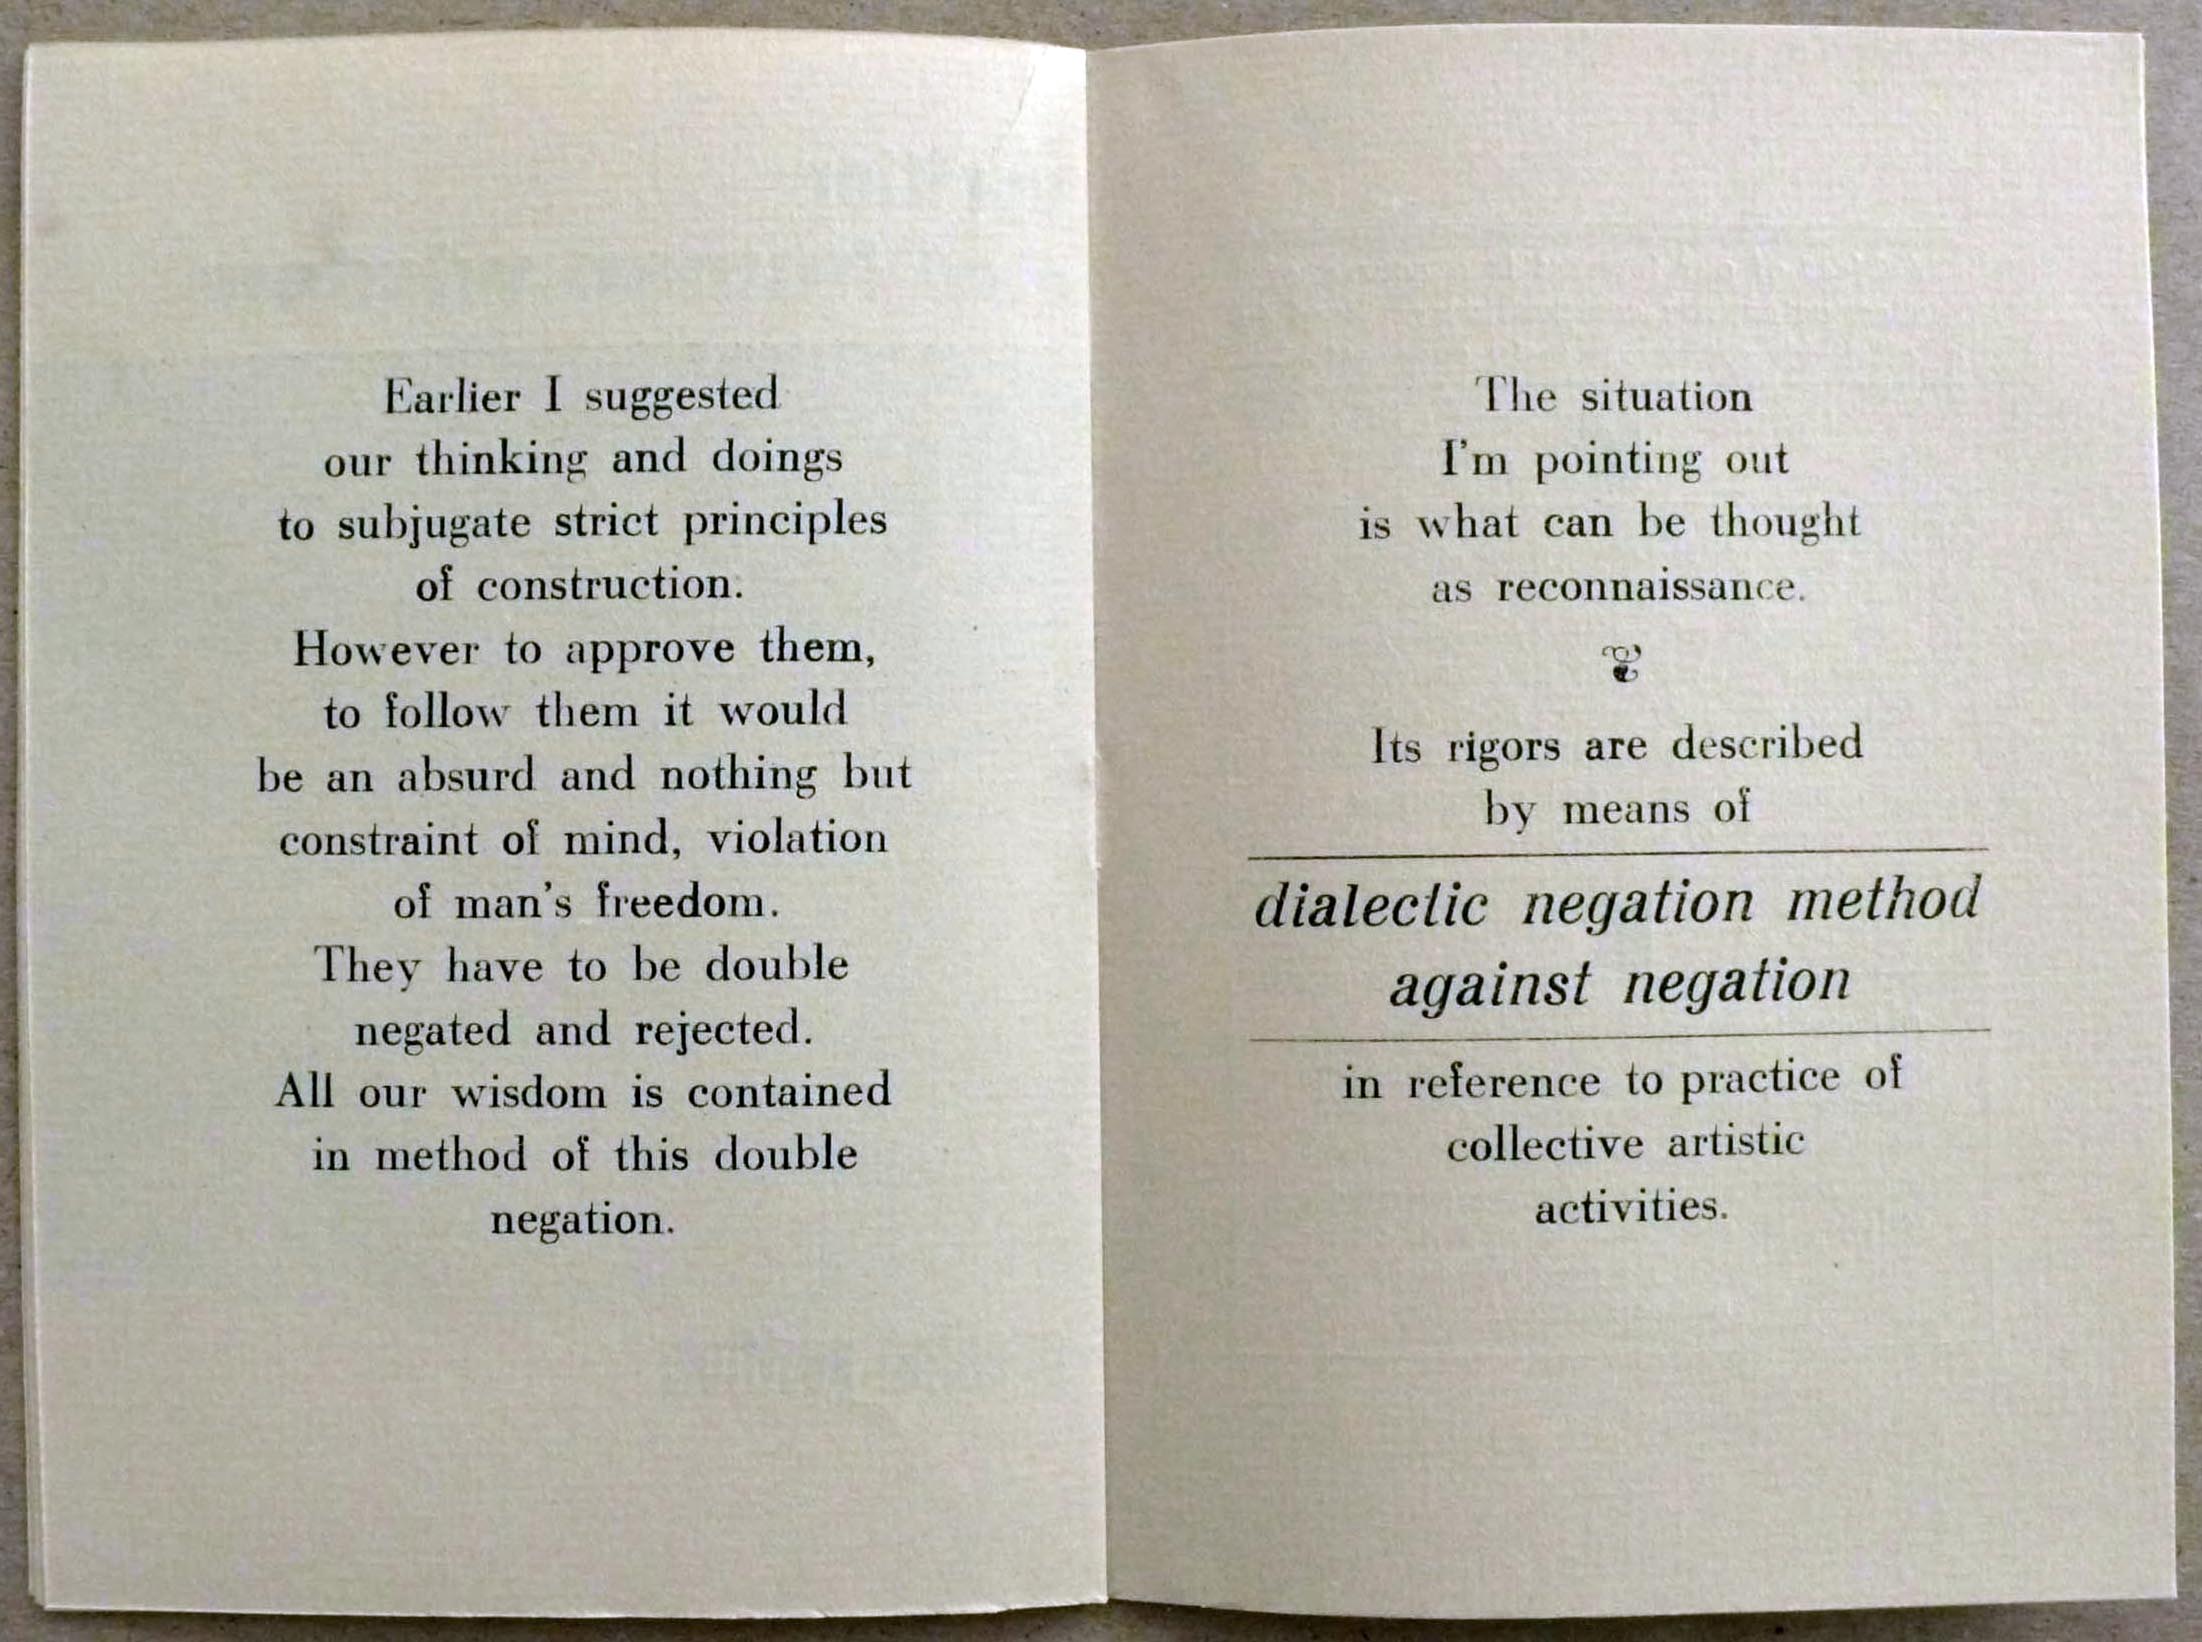 Earlier I suggested
our thinking and doings
to subjugate strict principles
of construction.
However to approve them,
to follow them it would
be an absurd and nothing but
constraint of mind, violation
of man's freedom.
They have to be double
negated and rejected.
All our wisdom is contained
in method of this double
negation.
The situation
I'm pointing out
is what can be thought
as reconnaissance.
Its rigors are described
by means of
dialectic negation method
against negation
in reference to practice of
collective artistic
activities.